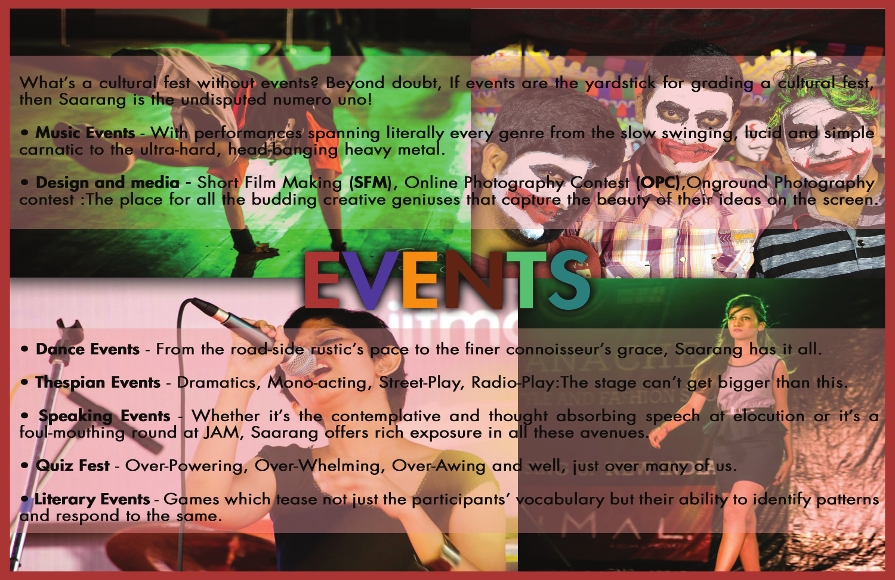 What's a cultural fest without events? Beyond doubt, If events are the yardstick for grading a cultural fest,
then Saarang is the undisputed numero uno!
• Music Events - With performances spanning literally every genre from the slow swinging, lucid and simple
carnatic to the ultra-hard, head-banging heavy metal.
• Design and media - Short Film Making (SFM), Online Photography Contest (OPC),Onground Photography
contest :The place for all the budding creative geniuses that capture the beauty of their ideas on the screen.
EVENTS
• Dance Events - From the road-side rustic's pace to the finer connoisseur's grace, Saarang has it all.
• Thespian Events - Dramatics, Mono-acting, Street-Play, Radio-Play:The stage can't get bigger than this.
• Speaking Events - Whether it's the contemplative and thought absorbing speech at elocution or it's a
foul-mouthing round at JAM, Saarang offers rich exposure in all these avenues.
• Quiz Fest - Over-Powering, Over-Whelming, Over-Awing and well, just over many of us.
• Literary Events - Games which tease not just the participants' vocabulary but their ability to identify patterns
and respond to the same.